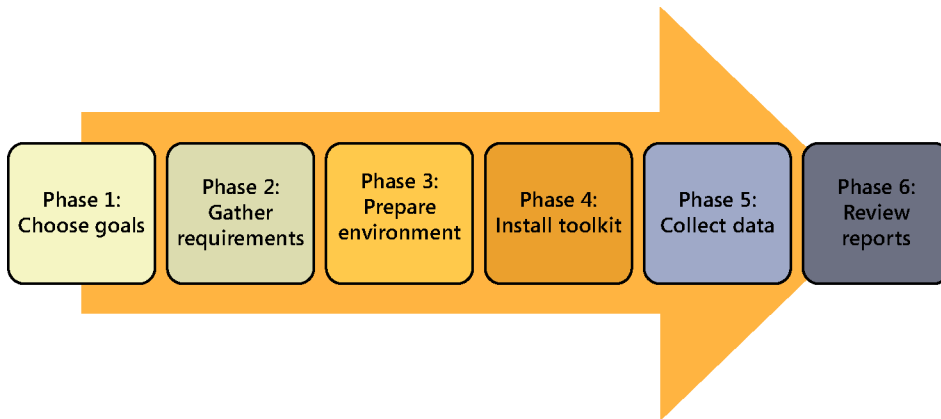 Phase 1:
Choose goals
Phase 2:
Gather
requirements
Phase 3:
Prepare
environment
Phase 4:
Install toolkit
Phase 5:
Collect data
Phase 6:
Review
reports